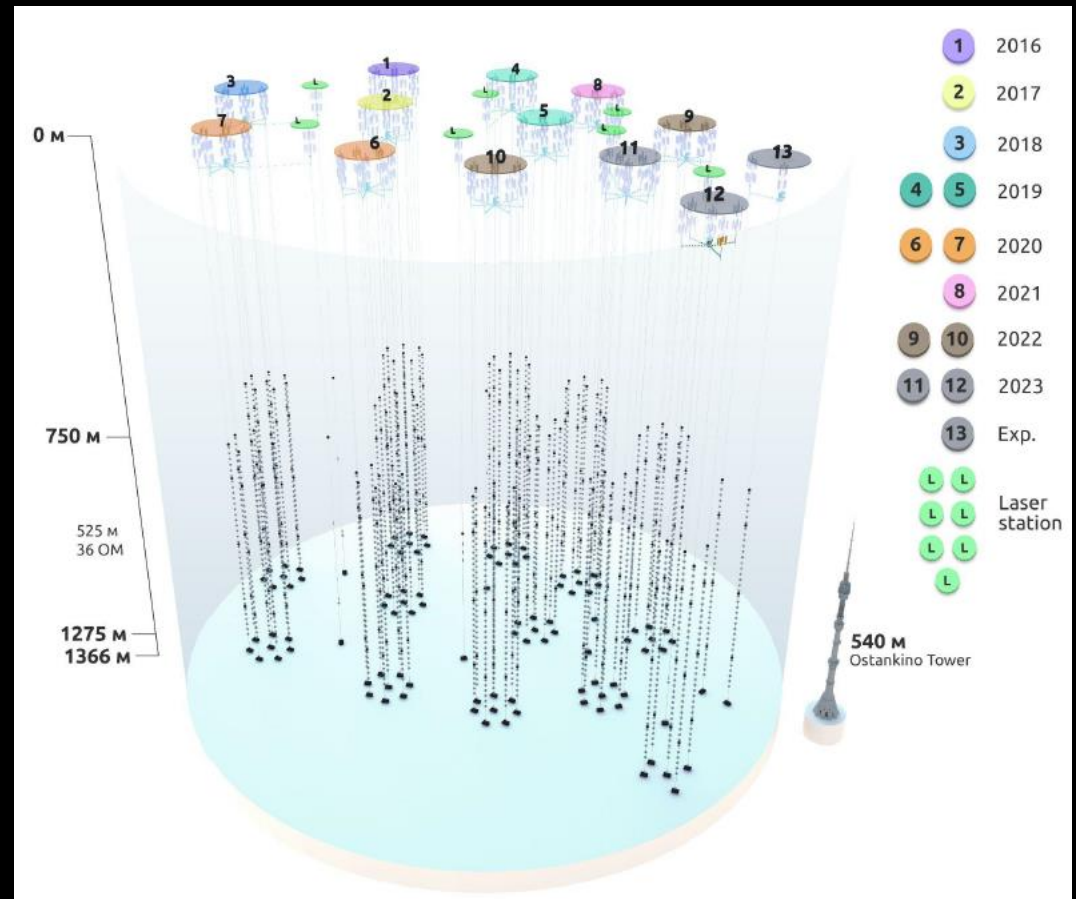 1 2016
2 2017
3 2018
4 5 2019
6 7 2020
8 2021
9 10 2022
11 12 2023
13 Exp.
L L
L L
L L
L
Laser
station
1
4
3
L
8
2
L
L
5
9
7
L
L
L
6
10
11
13
L
12
0 м
750 м
525 м
36 ОМ
1275 м
1366 м
540 м
Ostankino Tower